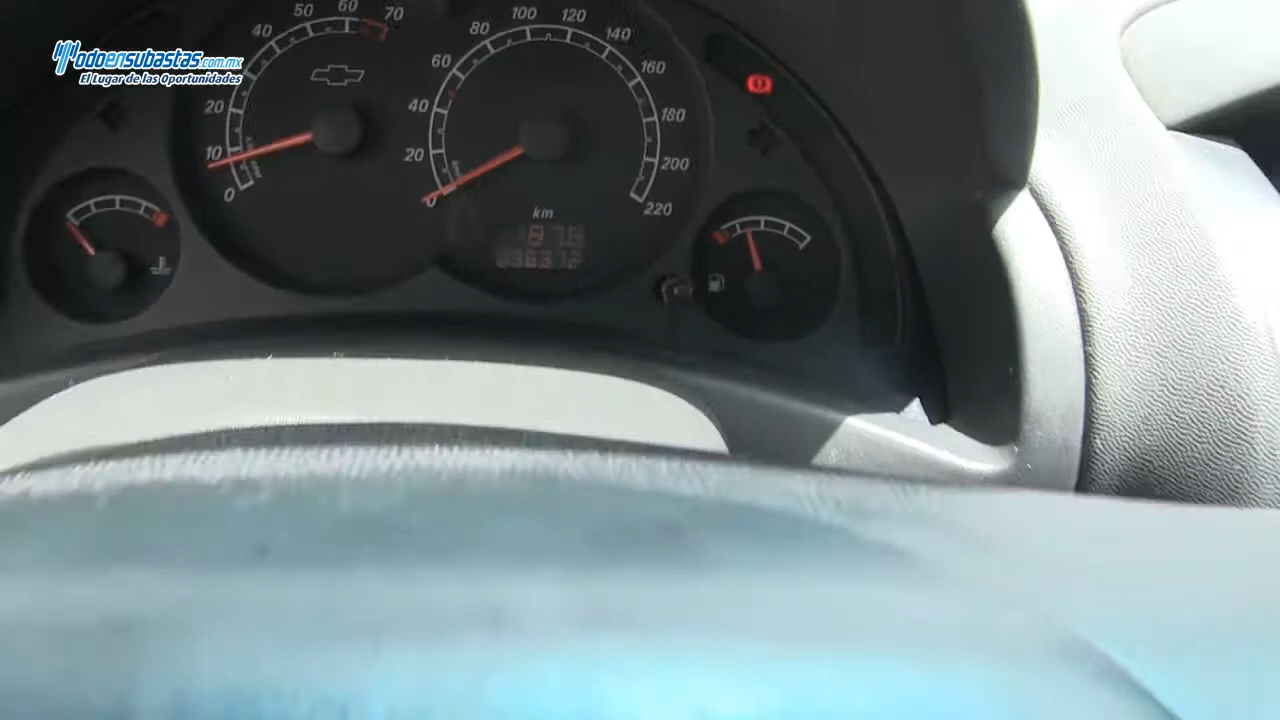 Todoensubastas.com.mx
El Lugar de las Oportunidades
0 10 20 30 40 50 60 70
0 20 40 60 80 100 120 140 160 180 200 220
km